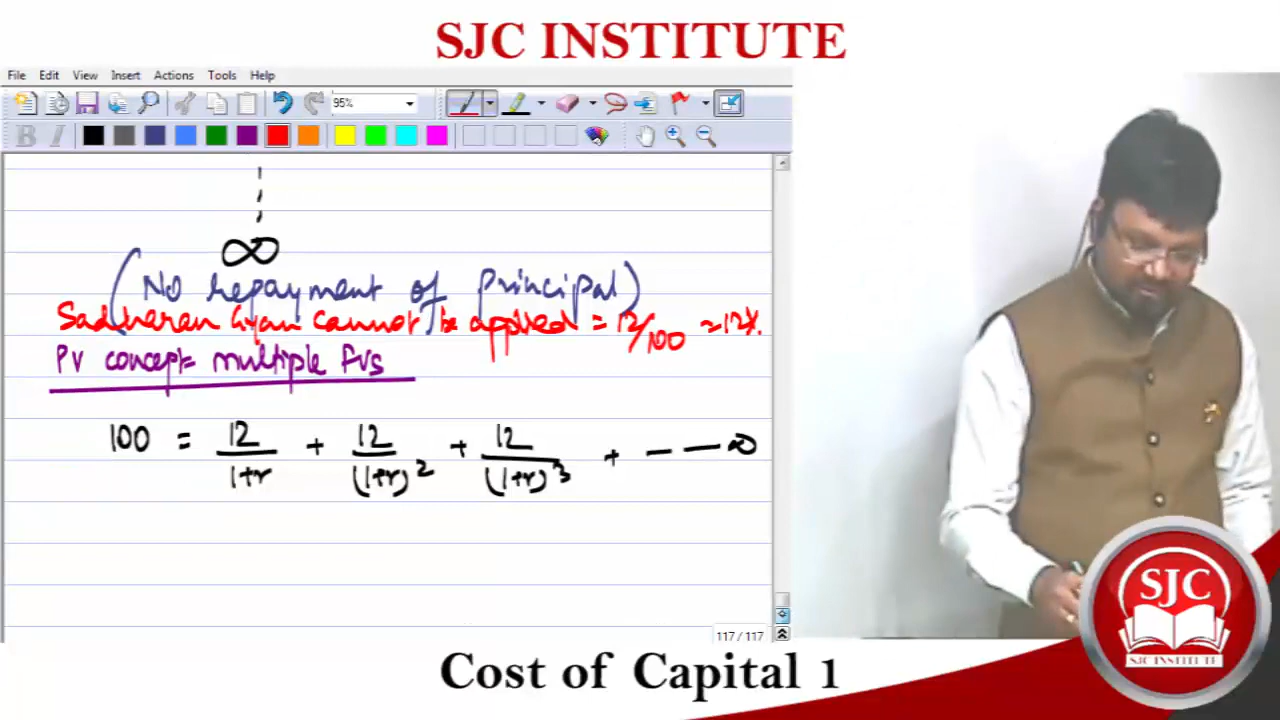 SJC INSTITUTE
File Edit View Insert Actions Tools Help
95%
B I
∞
(No repayment of principal)
Sadharan Gyan cannot be applied = 12/100 = 12%.
PV concept multiple FVs
100 = 12/(1+r) + 12/(1+r)^2 + 12/(1+r)^3 + - - - ∞
117 / 117
SJC
SJC INSTITUTE
Cost of Capital 1